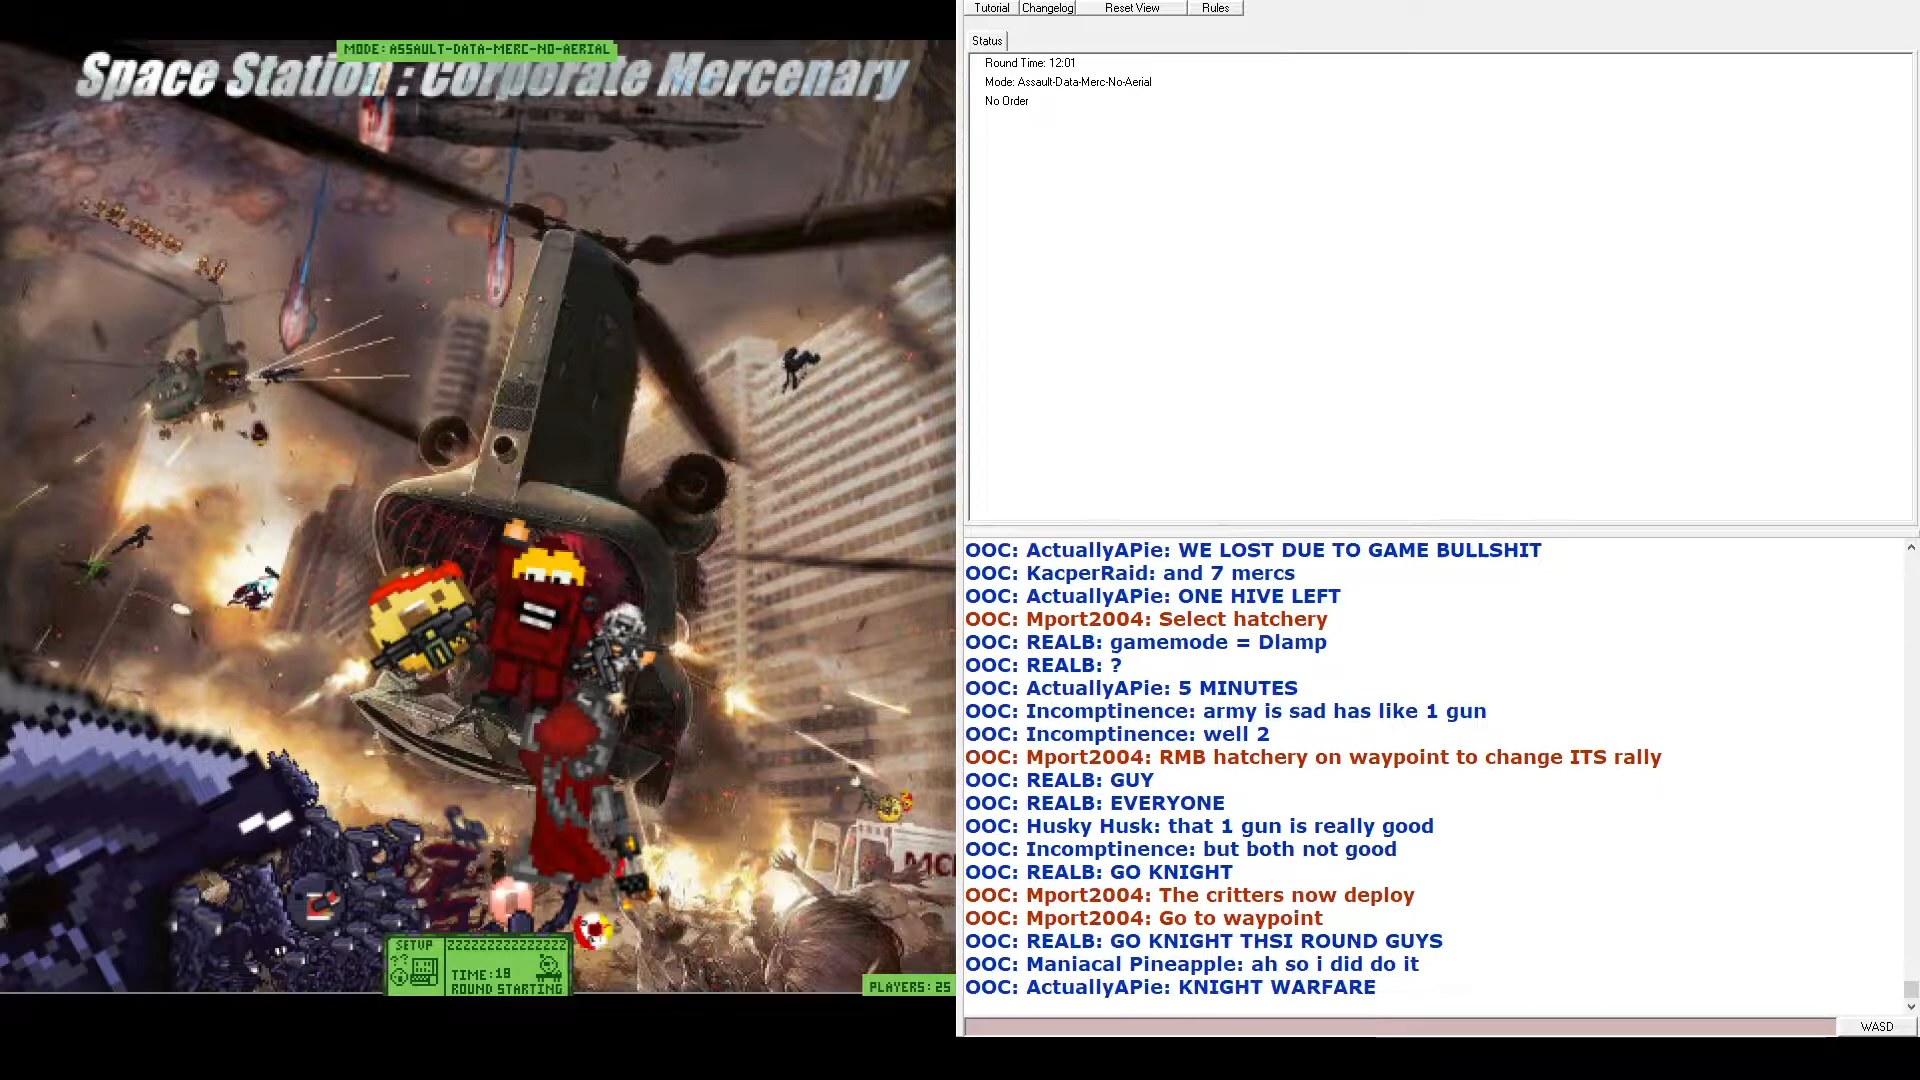 MODE: ASSAULT-DATA-MERC-NO-AERIAL
Space Station : Corporate Mercenary
SETUP
ZZZZZZZZZZZZZZZZ
??
TIME:18
ROUND STARTING
PLAYERS: 25
Tutorial
Changelog
Reset View
Rules
Status
Round Time: 12:01
Mode: Assault-Data-Merc-No-Aerial
No Order
OOC: ActuallyAPie: WE LOST DUE TO GAME BULLSHIT
OOC: KacperRaid: and 7 mercs
OOC: ActuallyAPie: ONE HIVE LEFT
OOC: Mport2004: Select hatchery
OOC: REALB: gamemode = Dlamp
OOC: REALB: ?
OOC: ActuallyAPie: 5 MINUTES
OOC: Incomptinence: army is sad has like 1 gun
OOC: Incomptinence: well 2
OOC: Mport2004: RMB hatchery on waypoint to change ITS rally
OOC: REALB: GUY
OOC: REALB: EVERYONE
OOC: Husky Husk: that 1 gun is really good
OOC: Incomptinence: but both not good
OOC: REALB: GO KNIGHT
OOC: Mport2004: The critters now deploy
OOC: Mport2004: Go to waypoint
OOC: REALB: GO KNIGHT THSI ROUND GUYS
OOC: Maniacal Pineapple: ah so i did do it
OOC: ActuallyAPie: KNIGHT WARFARE
WASD